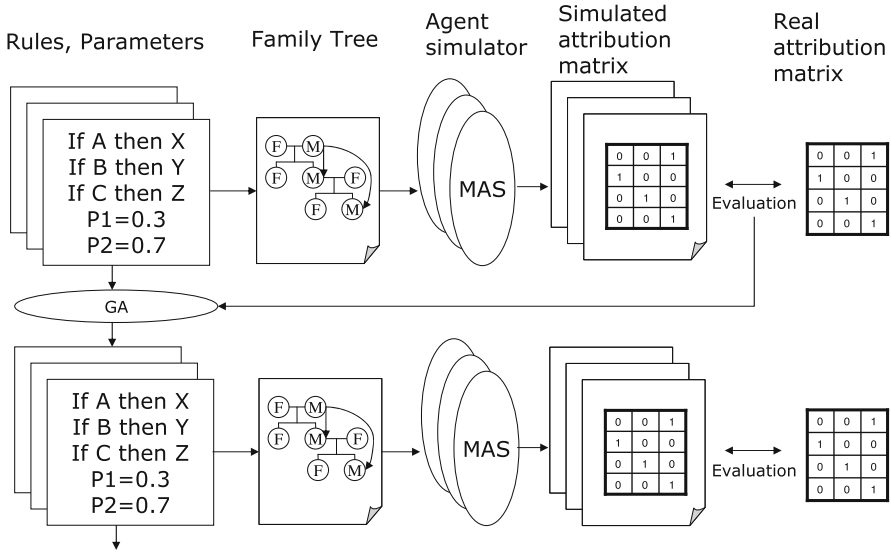 Rules, Parameters
Family Tree
Agent
simulator
Simulated
attribution
matrix
Real
attribution
matrix
If A then X
If B then Y
If C then Z
P1=0.3
P2=0.7
F M
F M F
F M
MAS
0 0 1
1 0 0
0 1 0
0 0 1
Evaluation
0 0 1
1 0 0
0 1 0
0 0 1
GA
If A then X
If B then Y
If C then Z
P1=0.3
P2=0.7
F M
F M F
F M
MAS
0 0 1
1 0 0
0 1 0
0 0 1
Evaluation
0 0 1
1 0 0
0 1 0
0 0 1